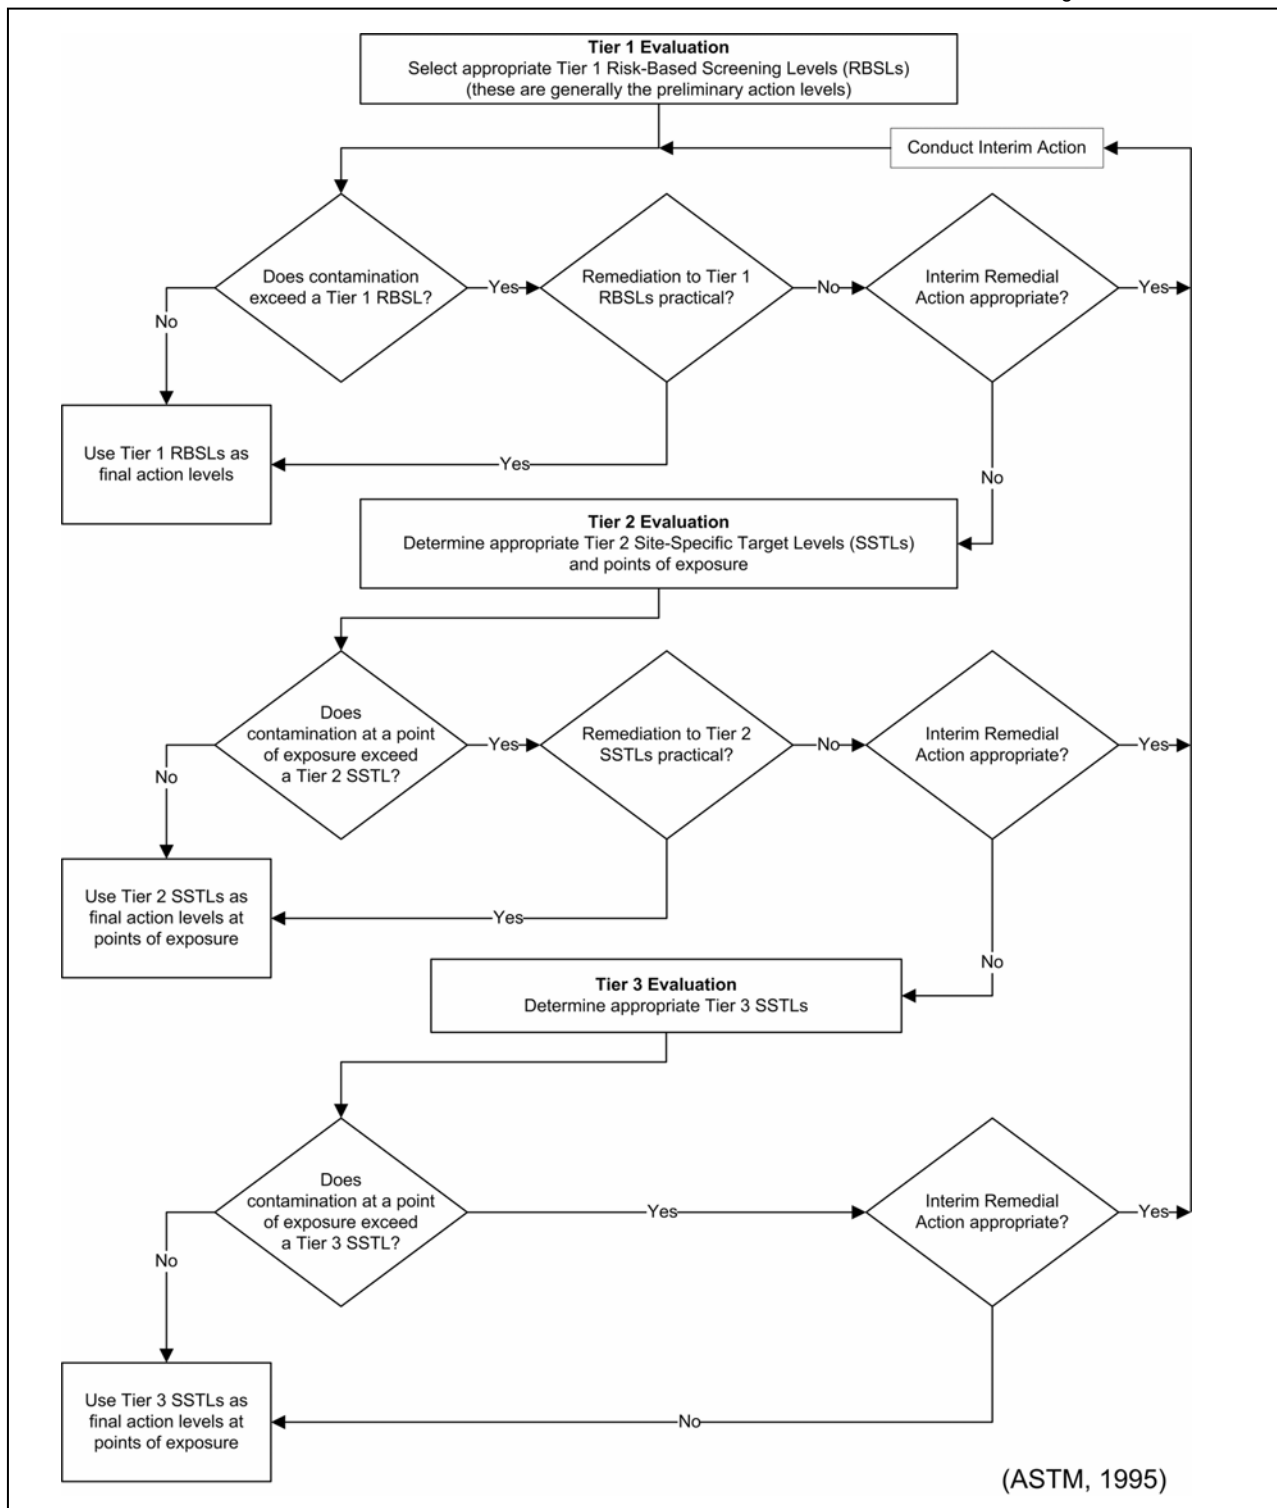 Tier 1 Evaluation
Select appropriate Tier 1 Risk-Based Screening Levels (RBSLs)
(these are generally the preliminary action levels)
Conduct Interim Action
Does contamination
exceed a Tier 1 RBSL?
Yes
Remediation to Tier 1
RBSLs practical?
No
Interim Remedial
Action appropriate?
Yes
No
Use Tier 1 RBSLs as
final action levels
Yes
No
Tier 2 Evaluation
Determine appropriate Tier 2 Site-Specific Target Levels (SSTLs)
and points of exposure
Does
contamination at a point
of exposure exceed
a Tier 2 SSTL?
Yes
Remediation to Tier 2
SSTLs practical?
No
Interim Remedial
Action appropriate?
Yes
No
Use Tier 2 SSTLs as
final action levels at
points of exposure
Yes
No
Tier 3 Evaluation
Determine appropriate Tier 3 SSTLs
Does
contamination at a point
of exposure exceed
a Tier 3 SSTL?
Yes
Interim Remedial
Action appropriate?
Yes
No
Use Tier 3 SSTLs as
final action levels at
points of exposure
No
(ASTM, 1995)